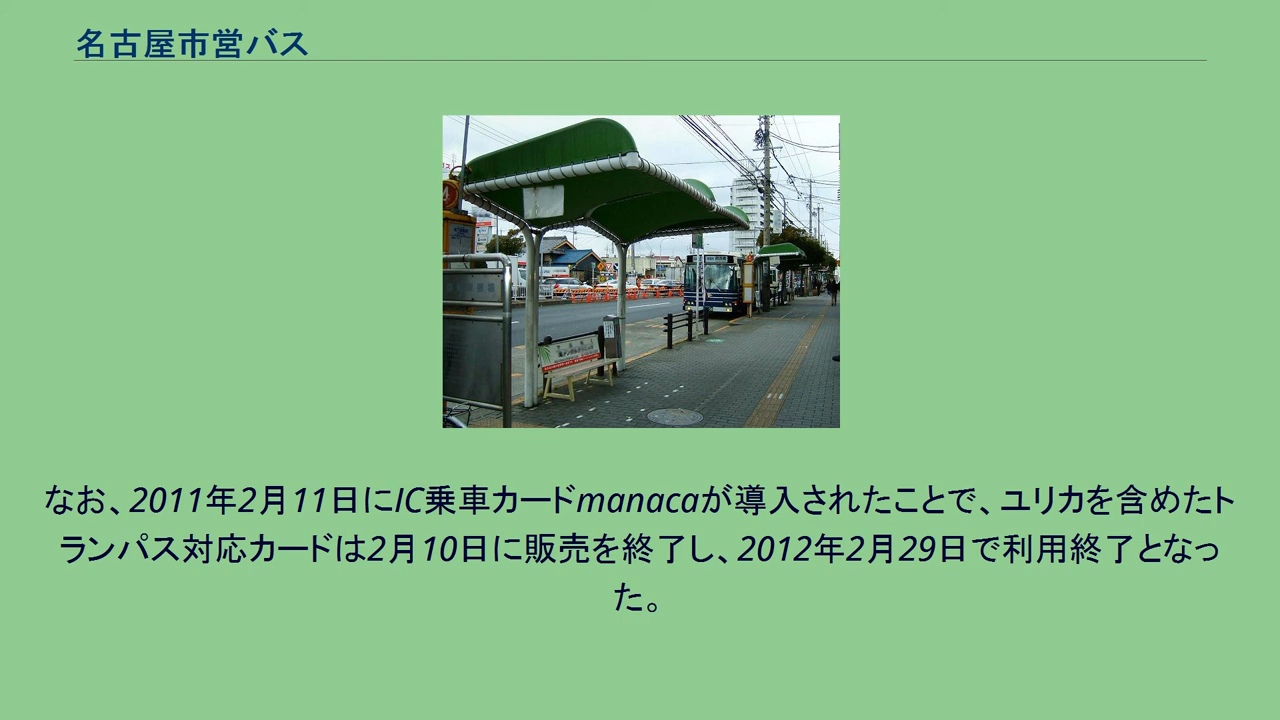 名古屋市営バス
なお、2011年2月11日にIC乗車カードmanacaが導入されたことで、ユリカを含めたト
ランパス対応カードは2月10日に販売を終了し、2012年2月29日で利用終了となっ
た。